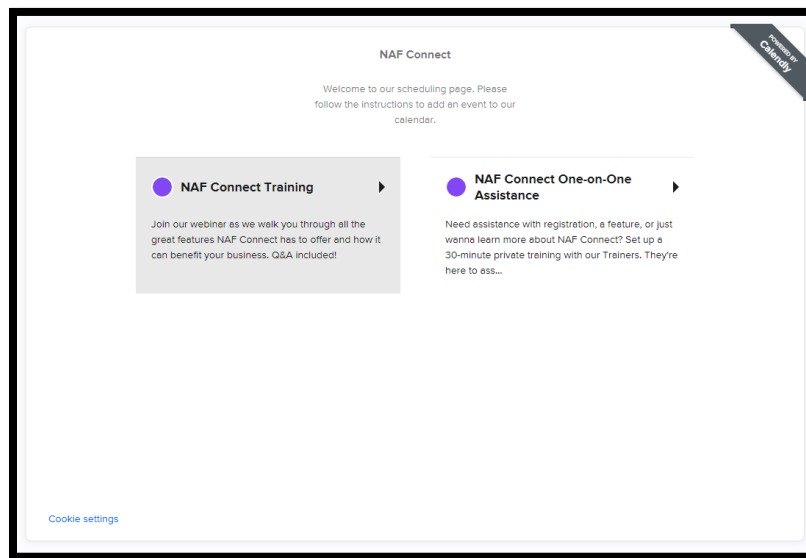 NAF Connect
POWERED BY
Calendly
Welcome to our scheduling page. Please
follow the instructions to add an event to our
calendar.
NAF Connect Training
Join our webinar as we walk you through all the
great features NAF Connect has to offer and how it
can benefit your business. Q&A included!
NAF Connect One-on-One
Assistance
Need assistance with registration, a feature, or just
wanna learn more about NAF Connect? Set up a
30-minute private training with our Trainers. They're
here to ass...
Cookie settings